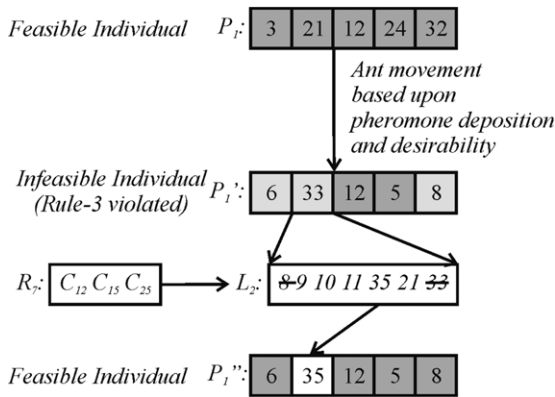 Feasible Individual P1: 3 21 12 24 32
Ant movement
based upon
pheromone deposition
and desirability
Infeasible Individual P1': 6 33 12 5 8
(Rule-3 violated)
R7: C12 C15 C25 L2: 8 9 10 11 35 21 33
Feasible Individual P1'': 6 35 12 5 8